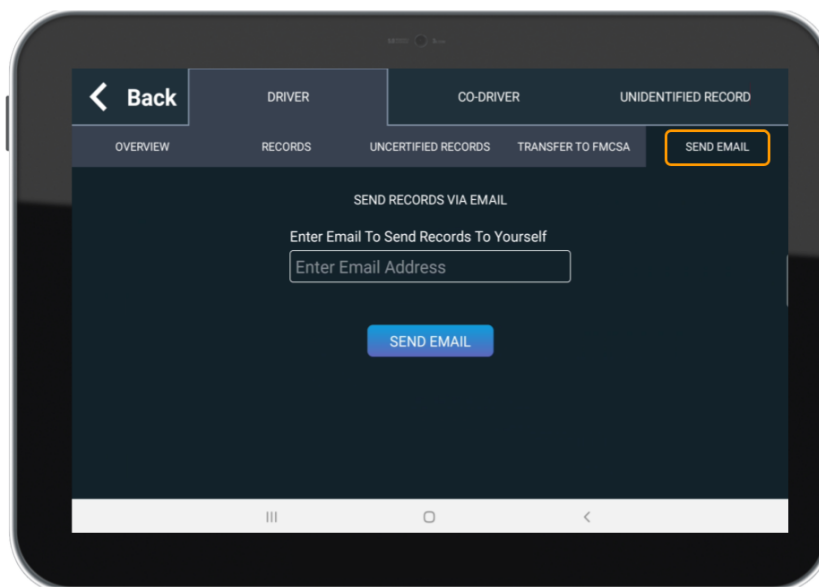 Back
DRIVER
CO-DRIVER
UNIDENTIFIED RECORD
OVERVIEW
RECORDS
UNCERTIFIED RECORDS
TRANSFER TO FMCSA
SEND EMAIL
SEND RECORDS VIA EMAIL
Enter Email To Send Records To Yourself
Enter Email Address
SEND EMAIL